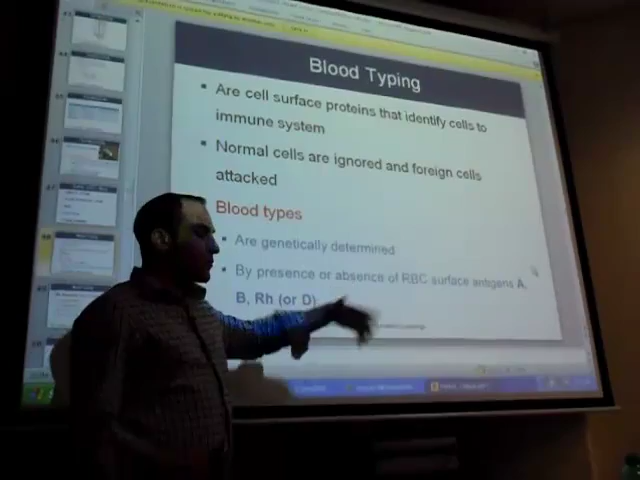 Blood Typing
Are cell surface proteins that identify cells to
immune system
Normal cells are ignored and foreign cells
attacked
Blood types
Are genetically determined
By presence or absence of RBC surface antigens A,
B, Rh (or D)